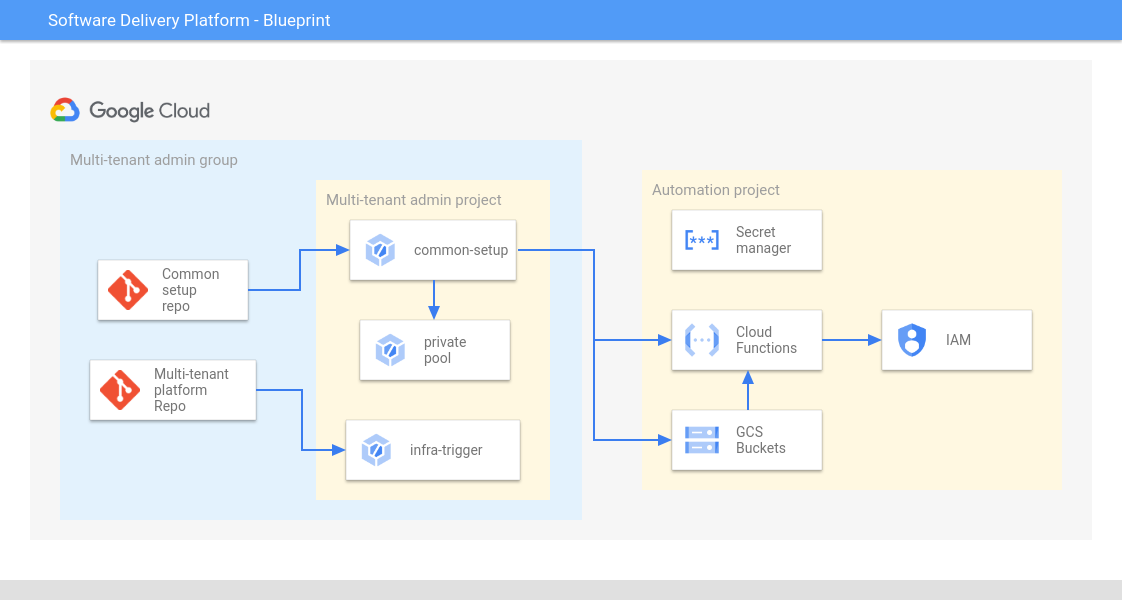 Software Delivery Platform - Blueprint
Google Cloud
Multi-tenant admin group
Multi-tenant admin project
common-setup
Common
setup
repo
private
pool
Multi-tenant
platform
Repo
infra-trigger
Automation project
[***]
Secret
manager
Cloud
Functions
IAM
GCS
Buckets